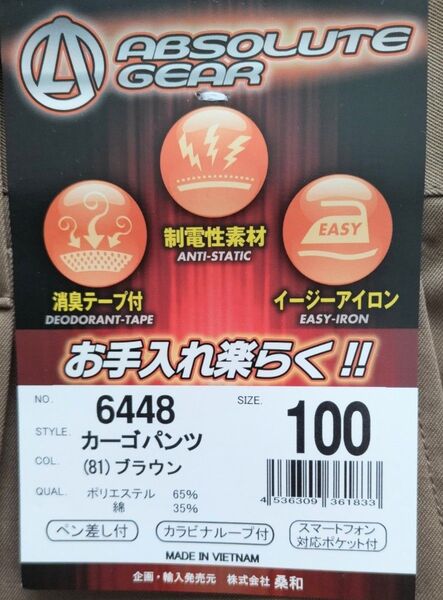 ABSOLUTE
GEAR
制電性素材
ANTI-STATIC
EASY
消臭テープ付
DEODORANT-TAPE
イージーアイロン
EASY-IRON
お手入れ楽らく!!
NO. 6448
SIZE. 100
STYLE. カーゴパンツ
COL. (81)ブラウン
QUAL. ポリエステル 65%
綿 35%
4 536309 361833
ペン差し付
カラビナループ付
スマートフォン
対応ポケット付
MADE IN VIETNAM
企画・輸入発売元 株式会社 桑和